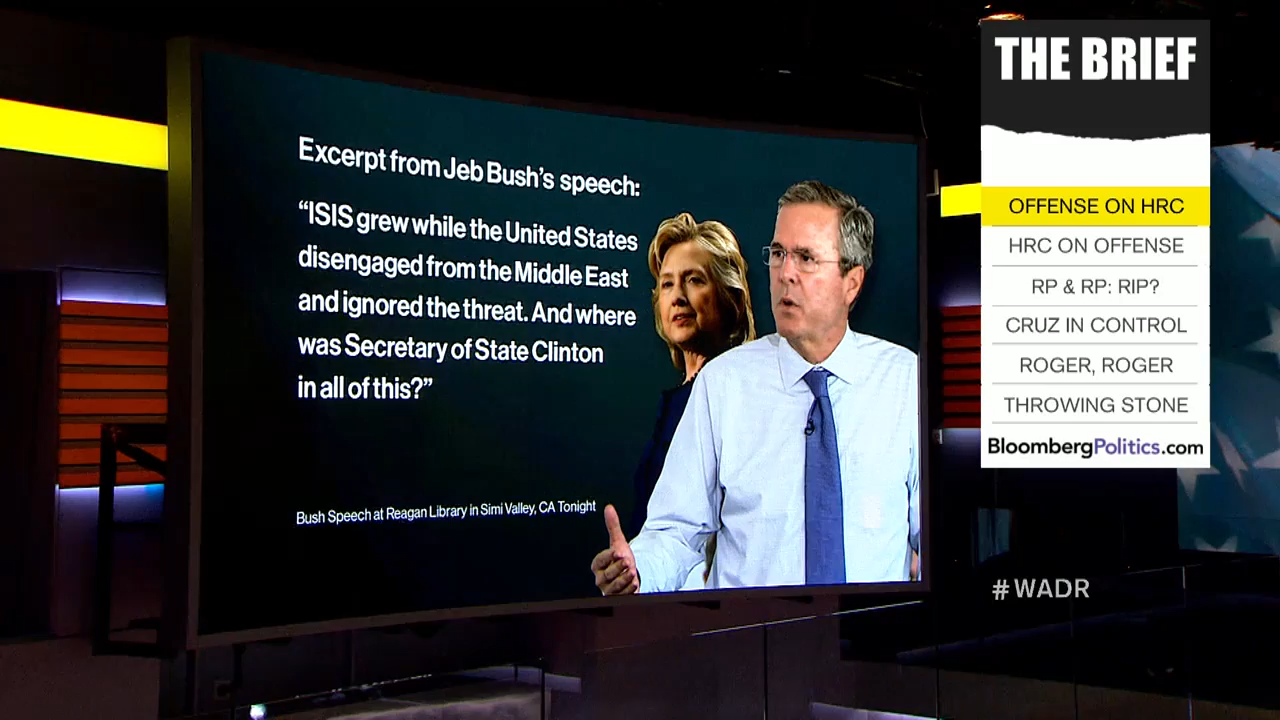 Excerpt from Jeb Bush's speech:
“ISIS grew while the United States
disengaged from the Middle East
and ignored the threat. And where
was Secretary of State Clinton
in all of this?”
Bush Speech at Reagan Library in Simi Valley, CA Tonight
THE BRIEF
OFFENSE ON HRC
HRC ON OFFENSE
RP & RP: RIP?
CRUZ IN CONTROL
ROGER, ROGER
THROWING STONE
BloombergPolitics.com
#WADR